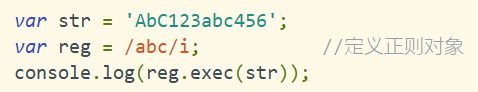 var str = 'AbC123abc456';
var reg = /abc/i; //定义正则对象
console.log(reg.exec(str));